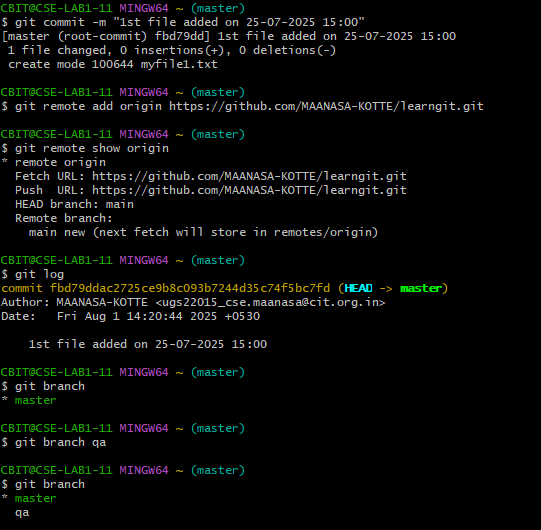 CBIT@CSE-LAB1-11 MINGW64 ~ (master)
$ git commit -m "1st file added on 25-07-2025 15:00"
[master (root-commit) fbd79dd] 1st file added on 25-07-2025 15:00
 1 file changed, 0 insertions(+), 0 deletions(-)
 create mode 100644 myfile1.txt

CBIT@CSE-LAB1-11 MINGW64 ~ (master)
$ git remote add origin https://github.com/MAANASA-KOTTE/learngit.git

CBIT@CSE-LAB1-11 MINGW64 ~ (master)
$ git remote show origin
* remote origin
  Fetch URL: https://github.com/MAANASA-KOTTE/learngit.git
  Push  URL: https://github.com/MAANASA-KOTTE/learngit.git
  HEAD branch: main
  Remote branch:
    main new (next fetch will store in remotes/origin)

CBIT@CSE-LAB1-11 MINGW64 ~ (master)
$ git log
commit fbd79ddac2725ce9b8c093b7244d35c74f5bc7fd (HEAD -> master)
Author: MAANASA-KOTTE <ugs22015_cse.maanasa@cit.org.in>
Date:   Fri Aug 1 14:20:44 2025 +0530

    1st file added on 25-07-2025 15:00

CBIT@CSE-LAB1-11 MINGW64 ~ (master)
$ git branch
* master

CBIT@CSE-LAB1-11 MINGW64 ~ (master)
$ git branch qa

CBIT@CSE-LAB1-11 MINGW64 ~ (master)
$ git branch
* master
  qa